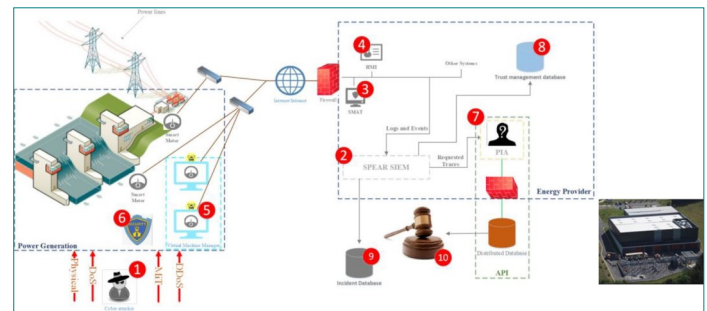 Power lines
4
HMI
Other Systems
8
Trust management database
Internet/Intranet
Firewall
3
SMAT
7
Smart
Meter
Logs and Events
PIA
2
SPEAR SIEM
Requested
Traces
Energy Provider
Smart
Meter
5
6
Power Generation
Virtual Machine Manager
9
Incident Database
10
Distributed Database
API
1
Physical
DoS
MiT
DDoS
Cyber-attacker